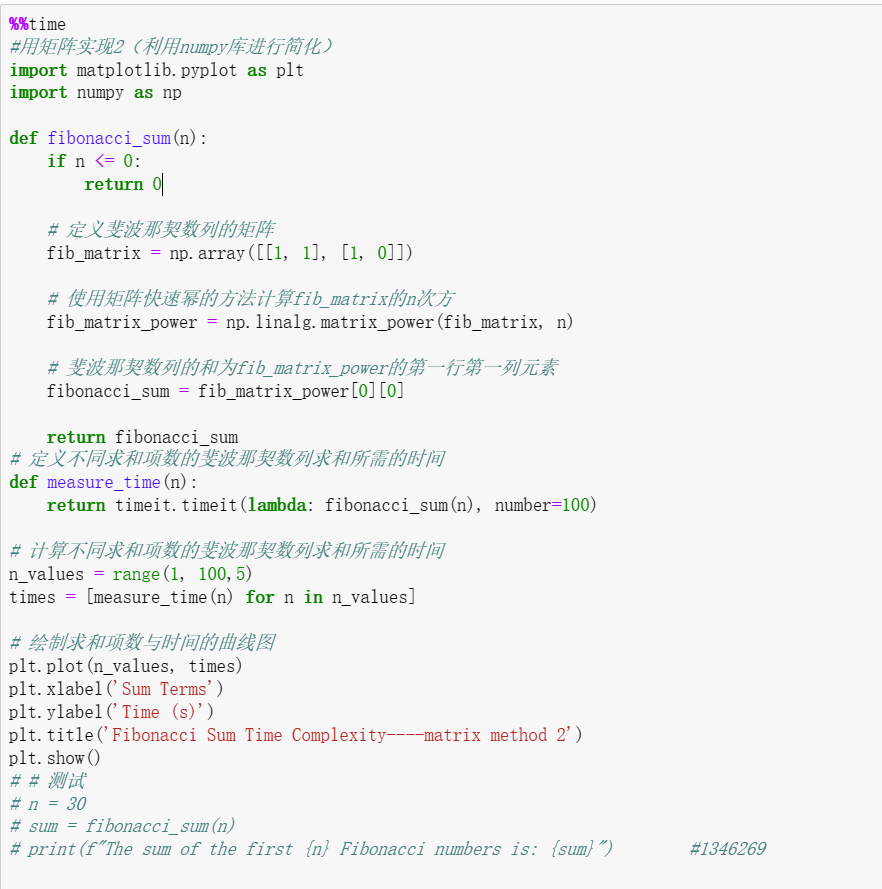 %%time
#用矩阵实现2（利用numpy库进行简化）
import matplotlib.pyplot as plt
import numpy as np
def fibonacci_sum(n):
if n <= 0:
return 0
# 定义斐波那契数列的矩阵
fib_matrix = np.array([[1, 1], [1, 0]])
# 使用矩阵快速幂的方法计算fib_matrix的n次方
fib_matrix_power = np.linalg.matrix_power(fib_matrix, n)
# 斐波那契数列的和为fib_matrix_power的第一行第一列元素
fibonacci_sum = fib_matrix_power[0][0]
return fibonacci_sum
# 定义不同求和项数的斐波那契数列求和所需的时间
def measure_time(n):
return timeit.timeit(lambda: fibonacci_sum(n), number=100)
# 计算不同求和项数的斐波那契数列求和所需的时间
n_values = range(1, 100,5)
times = [measure_time(n) for n in n_values]
# 绘制求和项数与时间的曲线图
plt.plot(n_values, times)
plt.xlabel('Sum Terms')
plt.ylabel('Time (s)')
plt.title('Fibonacci Sum Time Complexity----matrix method 2')
plt.show()
# # 测试
# n = 30
# sum = fibonacci_sum(n)
# print(f"The sum of the first {n} Fibonacci numbers is: {sum}") #1346269